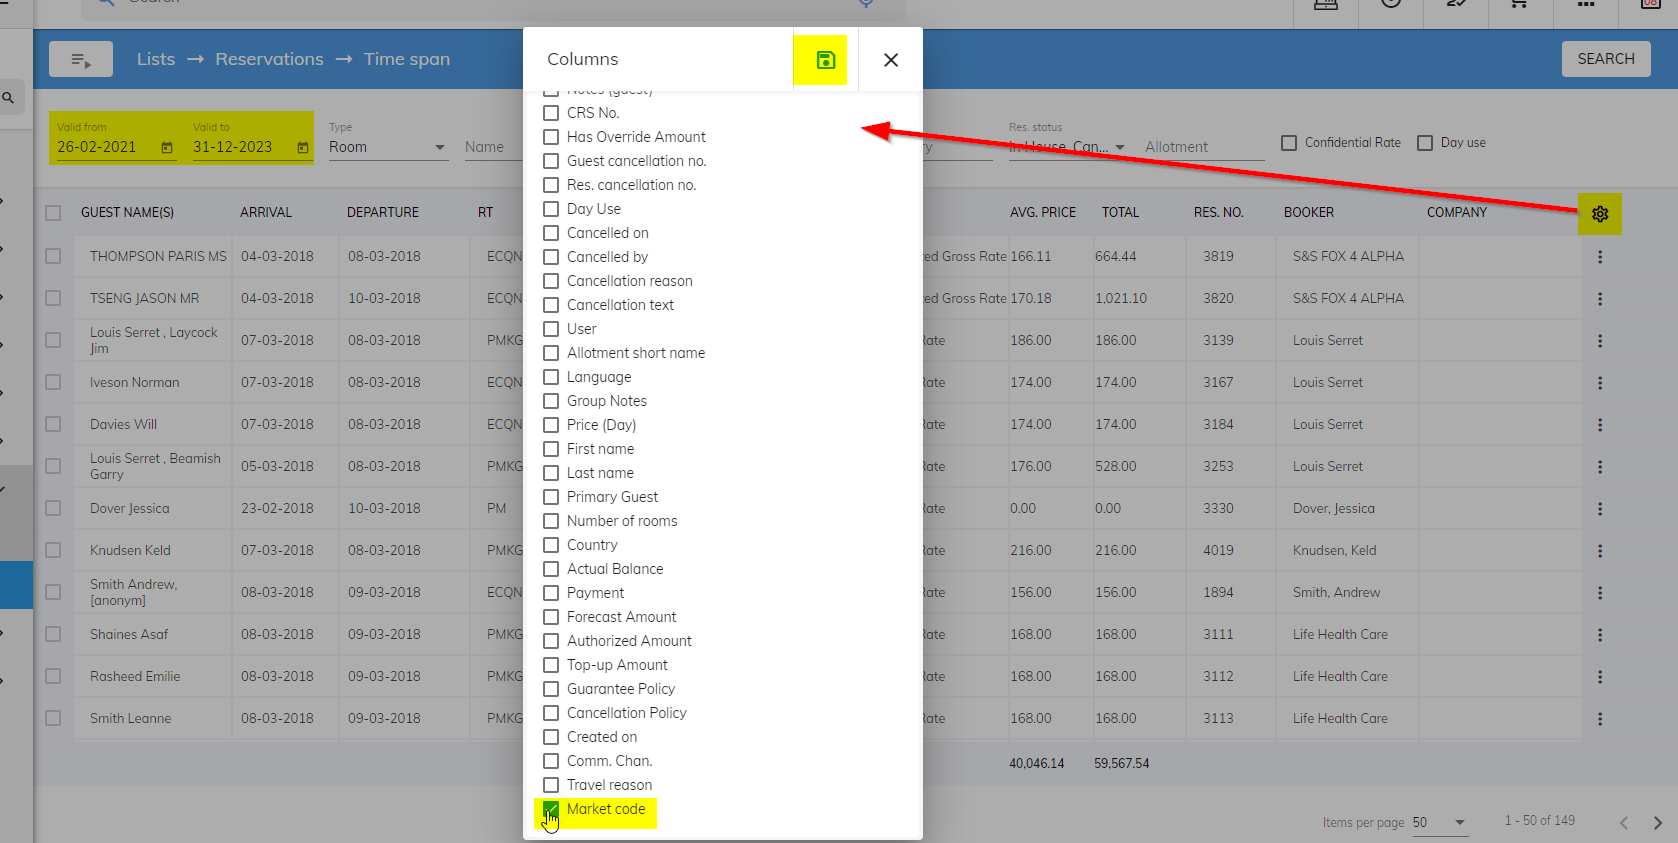 Search
08
Lists → Reservations → Time span
SEARCH
Columns
Valid from
26-02-2021
Valid to
31-12-2023
Type
Room
Name
Res. status
In House, Can...
Allotment
Confidential Rate
Day use
GUEST NAME(S) ARRIVAL DEPARTURE RT AVG. PRICE TOTAL RES. NO. BOOKER COMPANY
THOMPSON PARIS MS 04-03-2018 08-03-2018 ECQN ed Gross Rate 166.11 664.44 3819 S&S FOX 4 ALPHA
TSENG JASON MR 04-03-2018 10-03-2018 ECQN ed Gross Rate 170.18 1,021.10 3820 S&S FOX 4 ALPHA
Louis Serret , Laycock
Jim 07-03-2018 08-03-2018 PMKG Rate 186.00 186.00 3139 Louis Serret
Iveson Norman 07-03-2018 08-03-2018 ECQN Rate 174.00 174.00 3167 Louis Serret
Davies Will 07-03-2018 08-03-2018 ECQN Rate 174.00 174.00 3184 Louis Serret
Louis Serret , Beamish
Garry 05-03-2018 08-03-2018 PMKG Rate 176.00 528.00 3253 Louis Serret
Dover Jessica 23-02-2018 10-03-2018 PM Rate 0.00 0.00 3330 Dover, Jessica
Knudsen Keld 07-03-2018 08-03-2018 PMKG Rate 216.00 216.00 4019 Knudsen, Keld
Smith Andrew,
[anonym] 08-03-2018 09-03-2018 ECQN Rate 156.00 156.00 1894 Smith, Andrew
Shaines Asaf 08-03-2018 09-03-2018 PMKG Rate 168.00 168.00 3111 Life Health Care
Rasheed Emilie 08-03-2018 09-03-2018 PMKG Rate 168.00 168.00 3112 Life Health Care
Smith Leanne 08-03-2018 09-03-2018 PMKG Rate 168.00 168.00 3113 Life Health Care
40,046.14 59,567.54
Items per page 50 1 - 50 of 149
Notes (guest)
CRS No.
Has Override Amount
Guest cancellation no.
Res. cancellation no.
Day Use
Cancelled on
Cancelled by
Cancellation reason
Cancellation text
User
Allotment short name
Language
Group Notes
Price (Day)
First name
Last name
Primary Guest
Number of rooms
Country
Actual Balance
Payment
Forecast Amount
Authorized Amount
Top-up Amount
Guarantee Policy
Cancellation Policy
Created on
Comm. Chan.
Travel reason
Market code